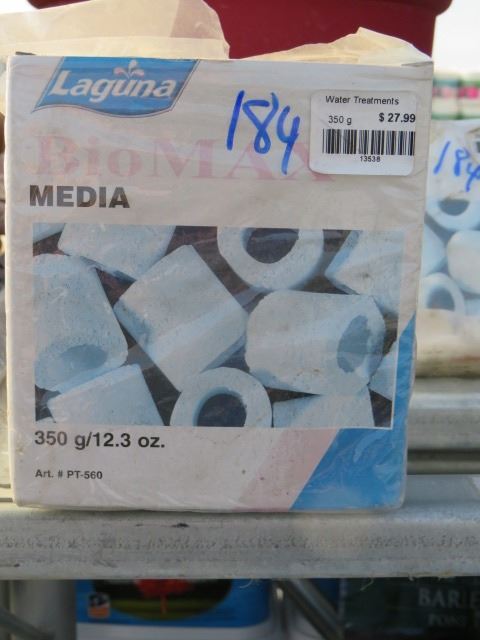 Laguna
184
Water Treatments
350 g $ 27.99
13538
BioMAX
MEDIA
184
350 g/12.3 oz.
Art. # PT-560